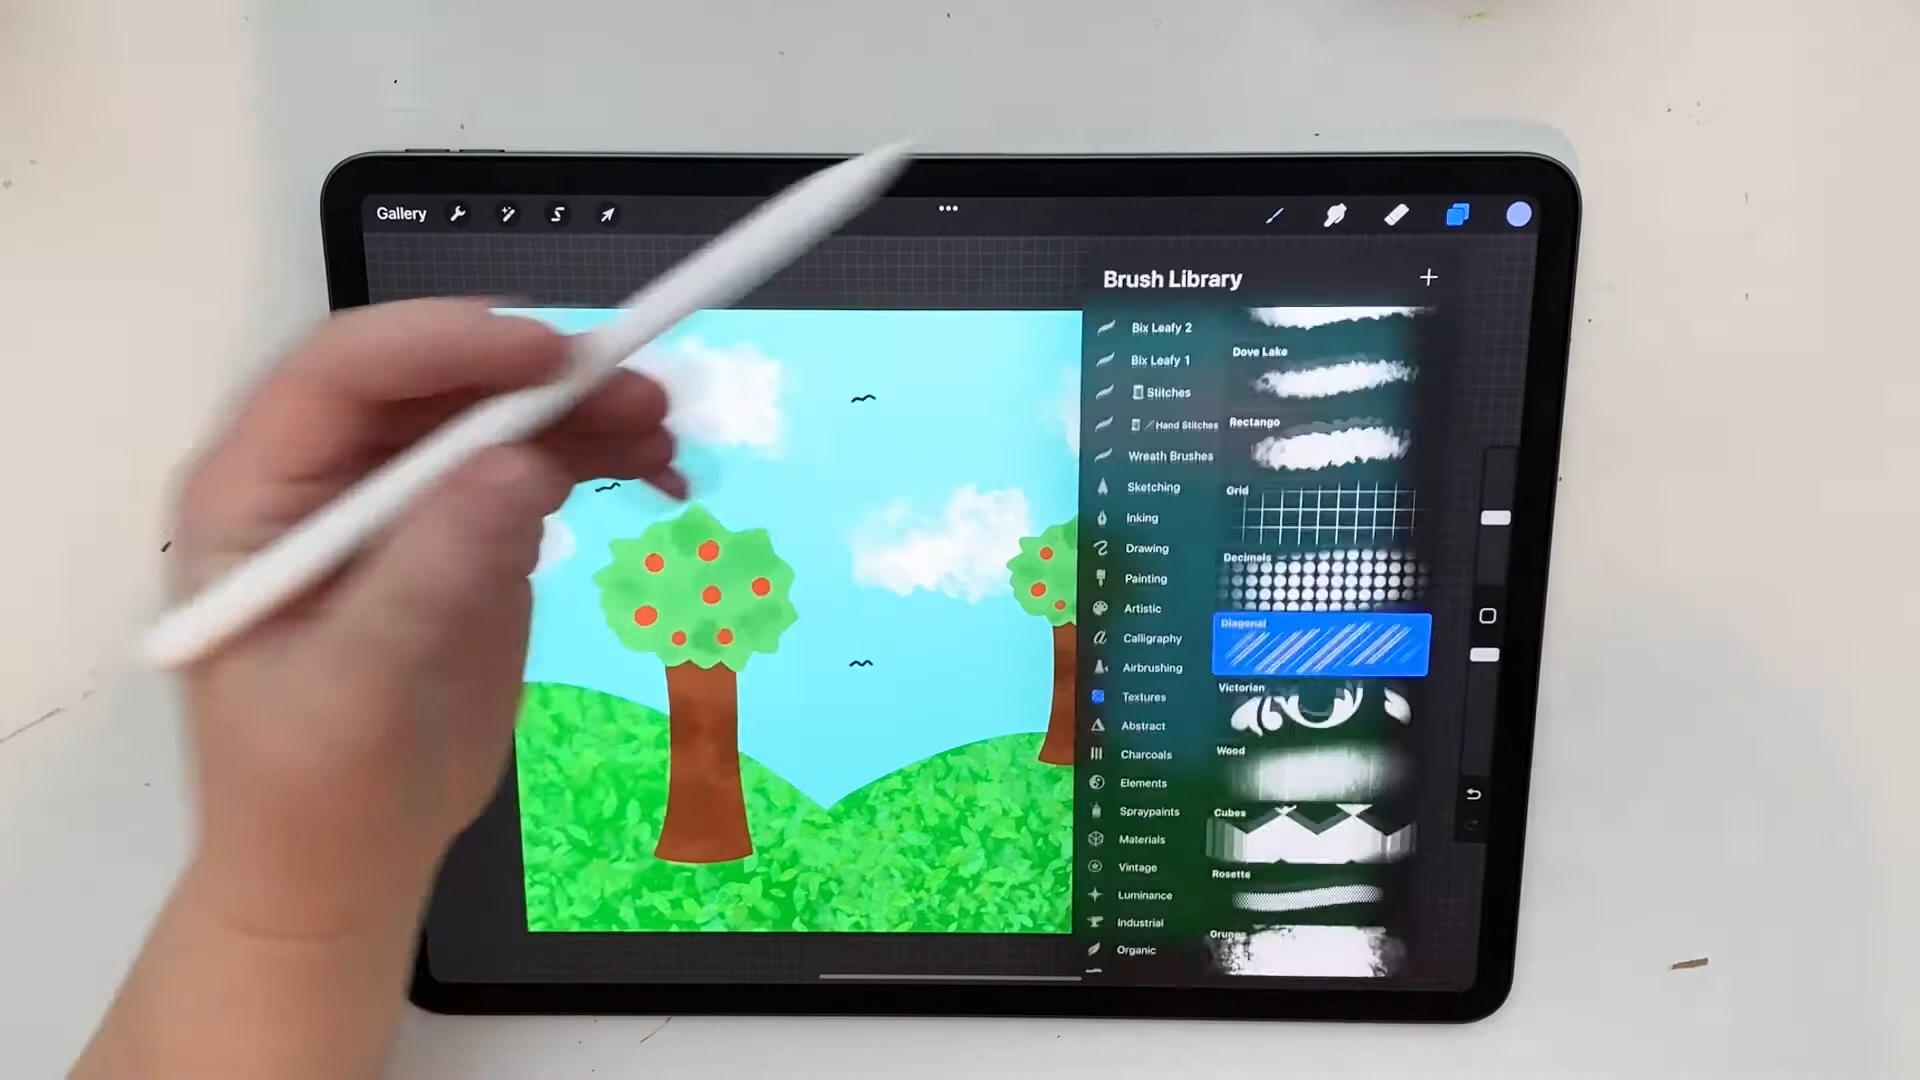 Gallery
Brush Library
Bix Leafy 2
Bix Leafy 1
Stitches
Hand Stitches
Wreath Brushes
Sketching
Inking
Drawing
Painting
Artistic
Calligraphy
Airbrushing
Textures
Abstract
Charcoals
Elements
Spraypaints
Materials
Vintage
Luminance
Industrial
Organic
Dove Lake
Rectango
Grid
Decimals
Diagonal
Victorian
Wood
Cubes
Rosette
Grunge